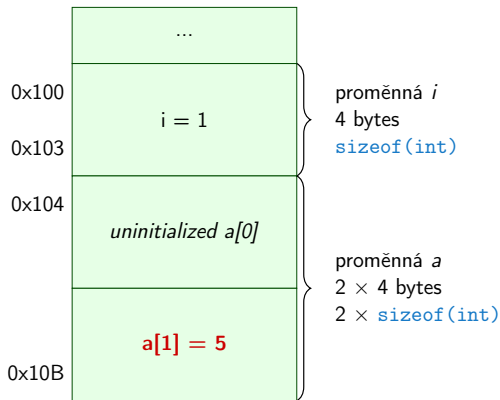 ...
0x100
i = 1
0x103
proměnná i
4 bytes
sizeof(int)
0x104
uninitialized a[0]
proměnná a
2 × 4 bytes
2 × sizeof(int)
a[1] = 5
0x10B